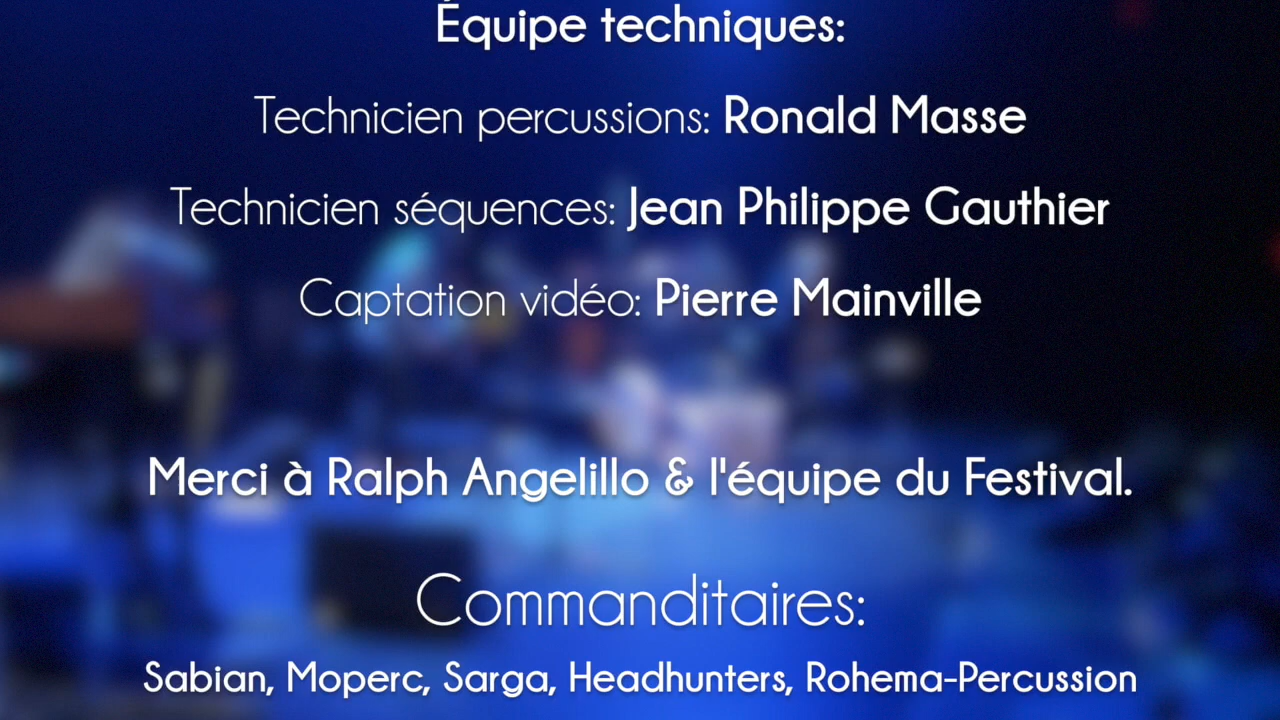 Équipe techniques:
Technicien percussions: Ronald Masse
Technicien séquences: Jean Philippe Gauthier
Captation vidéo: Pierre Mainville
Merci à Ralph Angelillo & l'équipe du Festival.
Commanditaires:
Sabian, Moperc, Sarga, Headhunters, Rohema-Percussion